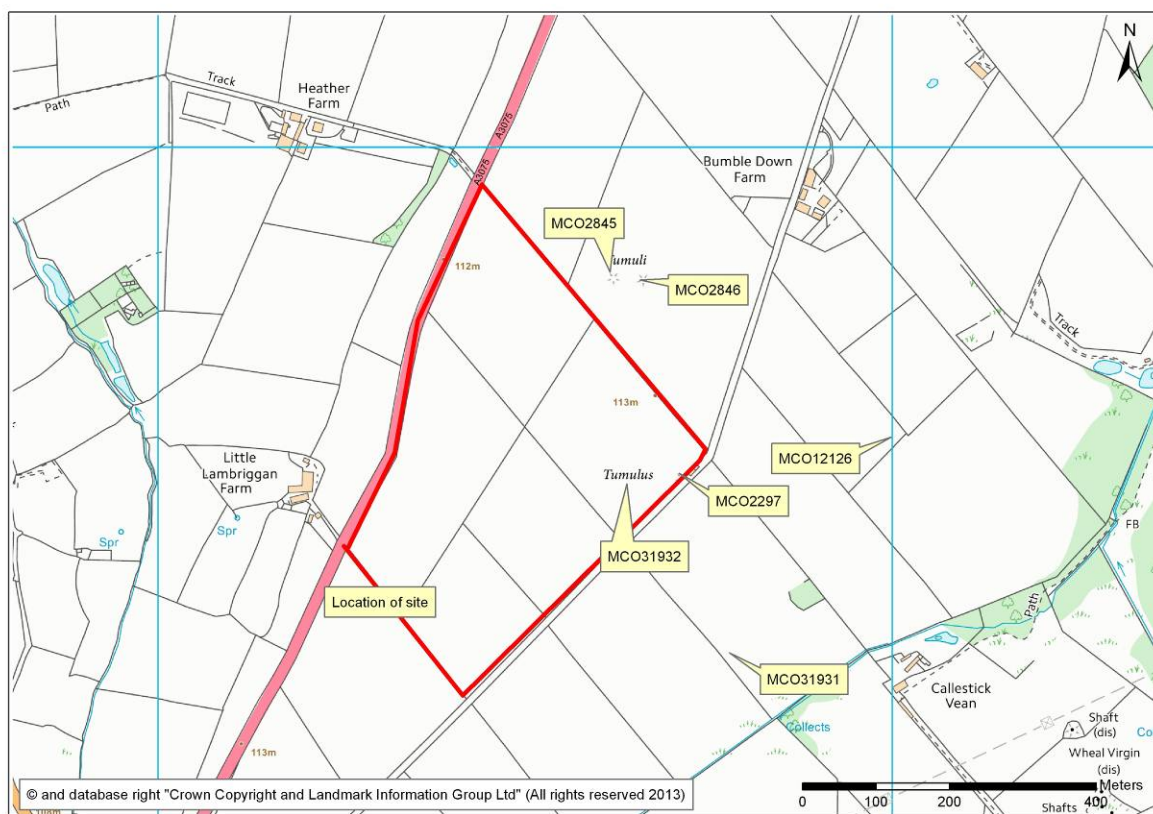 N
Track
Path
Heather
Farm
A3075
A3075
Bumble Down
Farm
MCO2845
Tumuli
MCO2846
112m
Track
113m
MCO12126
Little
Lambriggan
Farm
Tumulus
MCO2297
Spr
Spr
FB
MCO31932
Location of site
Path
MCO31931
Callestick
Vean
Collects
Shaft
(dis)
Co
Wheal Virgin
(dis)
113m
Meters
© and database right "Crown Copyright and Landmark Information Group Ltd" (All rights reserved 2013)
0 100 200 400
Shafts